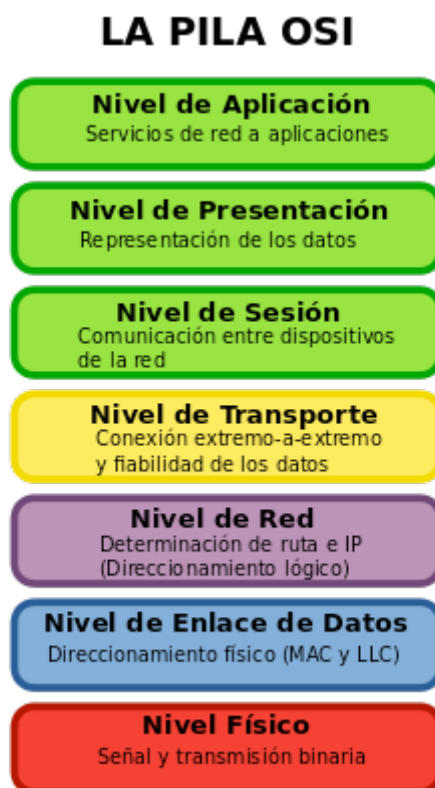 LA PILA OSI
Nivel de Aplicación
Servicios de red a aplicaciones
Nivel de Presentación
Representación de los datos
Nivel de Sesión
Comunicación entre dispositivos
de la red
Nivel de Transporte
Conexión extremo-a-extremo
y fiabilidad de los datos
Nivel de Red
Determinación de ruta e IP
(Direccionamiento lógico)
Nivel de Enlace de Datos
Direccionamiento físico (MAC y LLC)
Nivel Físico
Señal y transmisión binaria